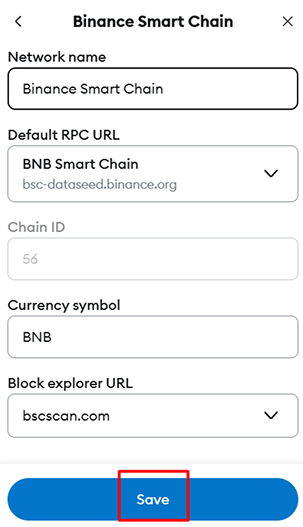 Binance Smart Chain
Network name
Binance Smart Chain
Default RPC URL
BNB Smart Chain
bsc-dataseed.binance.org
Chain ID
56
Currency symbol
BNB
Block explorer URL
bscscan.com
Save